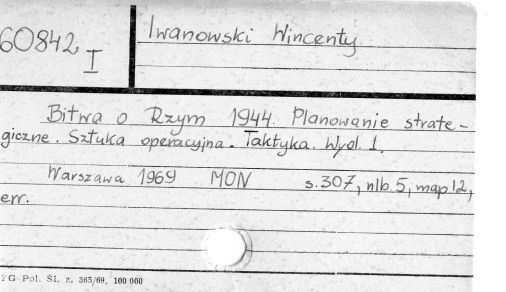 60842 Iwanowski Wincenty
I
Bitwa o Rzym 1944. Planowanie strate-
giczne. Sztuka operacyjna. Taktyka. Wyd. 1.
Warszawa 1969 MON s. 307, nlb. 5, map 12,
err.
ZG Pol. Śl. z. 365/69. 100 000